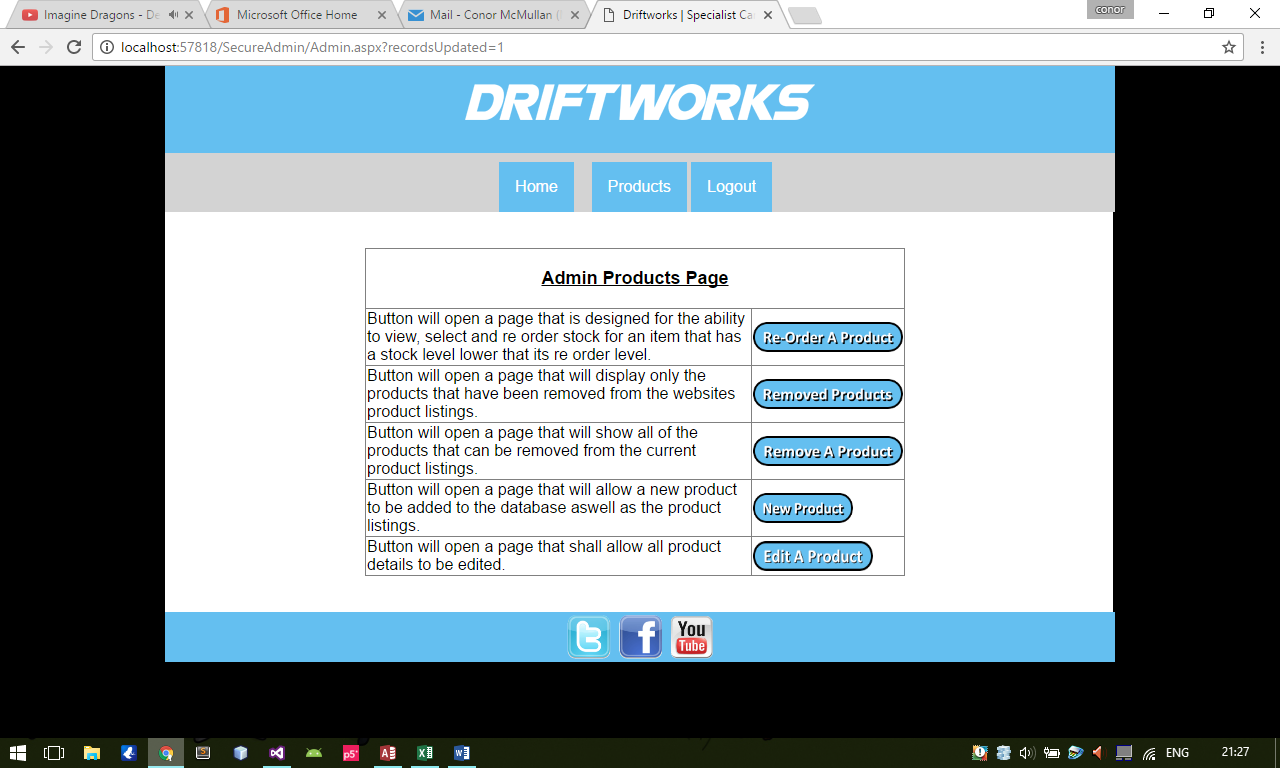 Imagine Dragons - De
Microsoft Office Home
Mail - Conor McMullan (
Driftworks | Specialist Ca
conor
localhost:57818/SecureAdmin/Admin.aspx?recordsUpdated=1
DRIFTWORKS
Home Products Logout
Admin Products Page
Button will open a page that is designed for the ability
to view, select and re order stock for an item that has
a stock level lower that its re order level.
Re-Order A Product
Button will open a page that will display only the
products that have been removed from the websites
product listings.
Removed Products
Button will open a page that will show all of the
products that can be removed from the current
product listings.
Remove A Product
Button will open a page that will allow a new product
to be added to the database aswell as the product
listings.
New Product
Button will open a page that shall allow all product
details to be edited.
Edit A Product
You
Tube
p5*
ENG
21:27